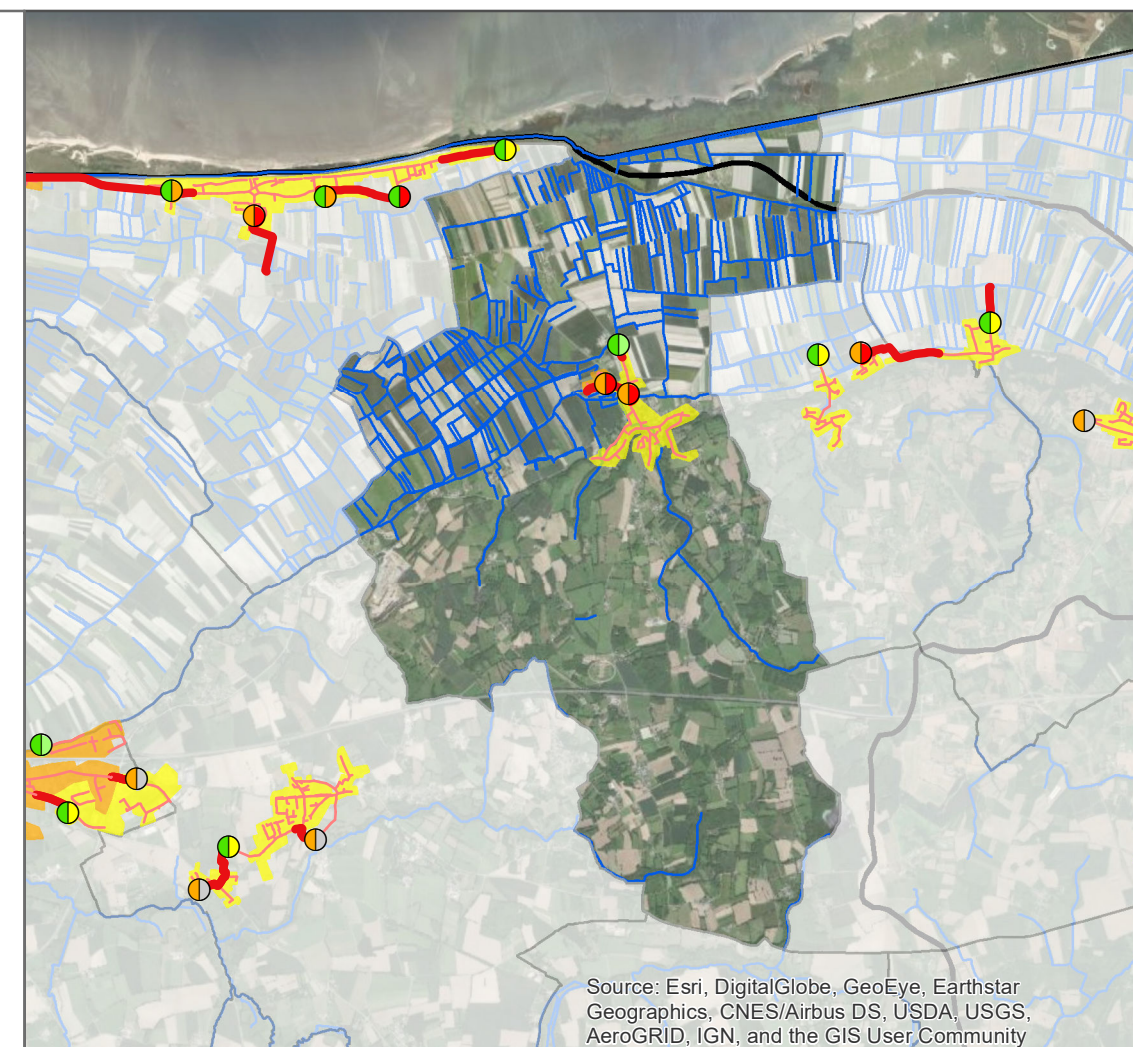 Source: Esri, DigitalGlobe, GeoEye, Earthstar
Geographics, CNES/Airbus DS, USDA, USGS,
AeroGRID, IGN, and the GIS User Community